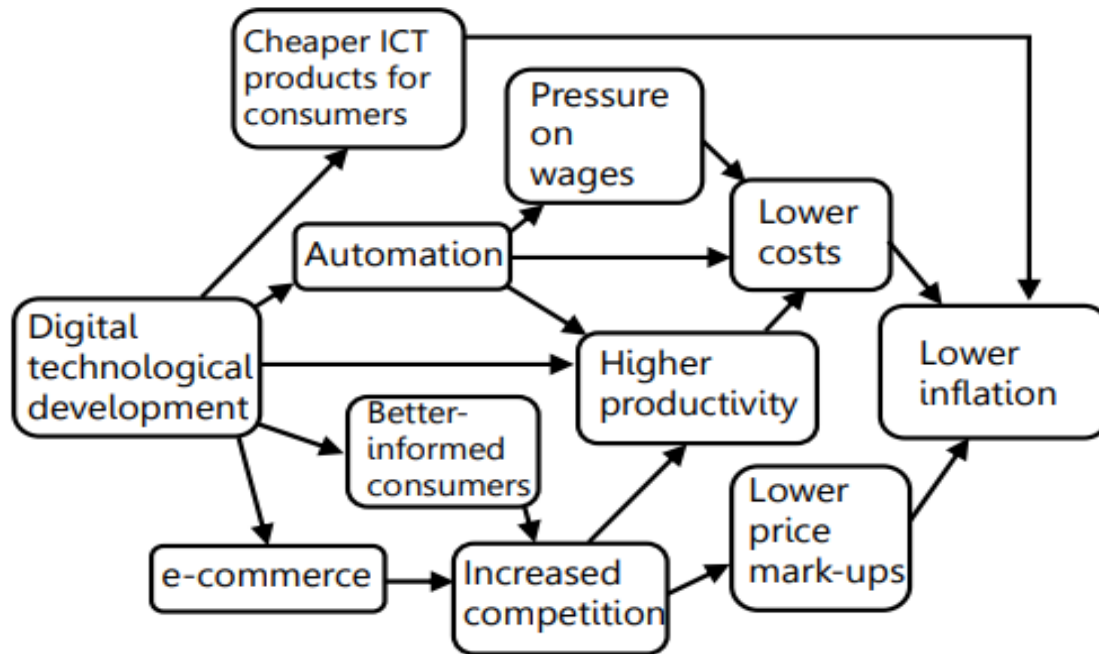 Cheaper ICT
products for
consumers
Pressure
on
wages
Lower
costs
Automation
Digital
technological
development
Higher
productivity
Lower
inflation
Better-
informed
consumers
Lower
price
mark-ups
e-commerce
Increased
competition